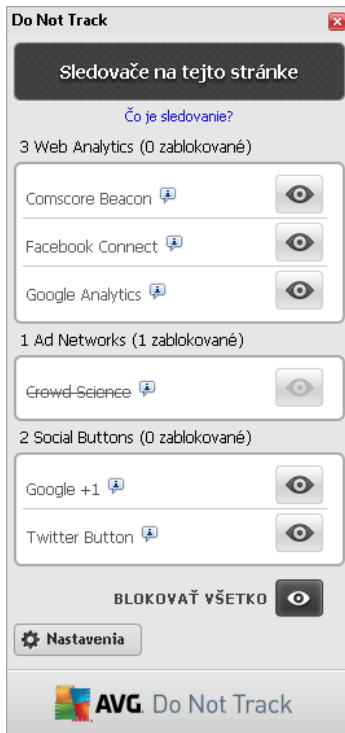 Do Not Track
Sledovače na tejto stránke
Čo je sledovanie?
3 Web Analytics (0 zablokované)
Comscore Beacon
Facebook Connect
Google Analytics
1 Ad Networks (1 zablokované)
Crowd Science
2 Social Buttons (0 zablokované)
Google +1
Twitter Button
BLOKOVAŤ VŠETKO
Nastavenia
AVG. Do Not Track